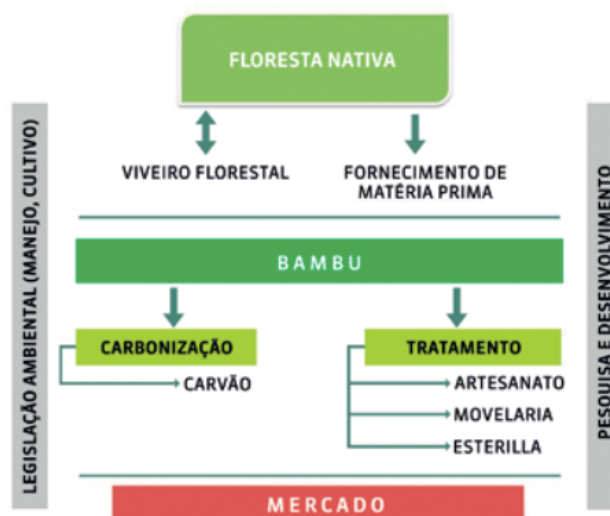 FLORESTA NATIVA
LEGISLAÇÃO AMBIENTAL (MANEJO, CULTIVO)
VIVEIRO FLORESTAL
FORNECIMENTO DE
MATÉRIA PRIMA
BAMBU
CARBONIZAÇÃO
CARVÃO
TRATAMENTO
ARTESANATO
MOVELARIA
ESTERILLA
PESQUISA E DESENVOLVIMENTO
MERCADO